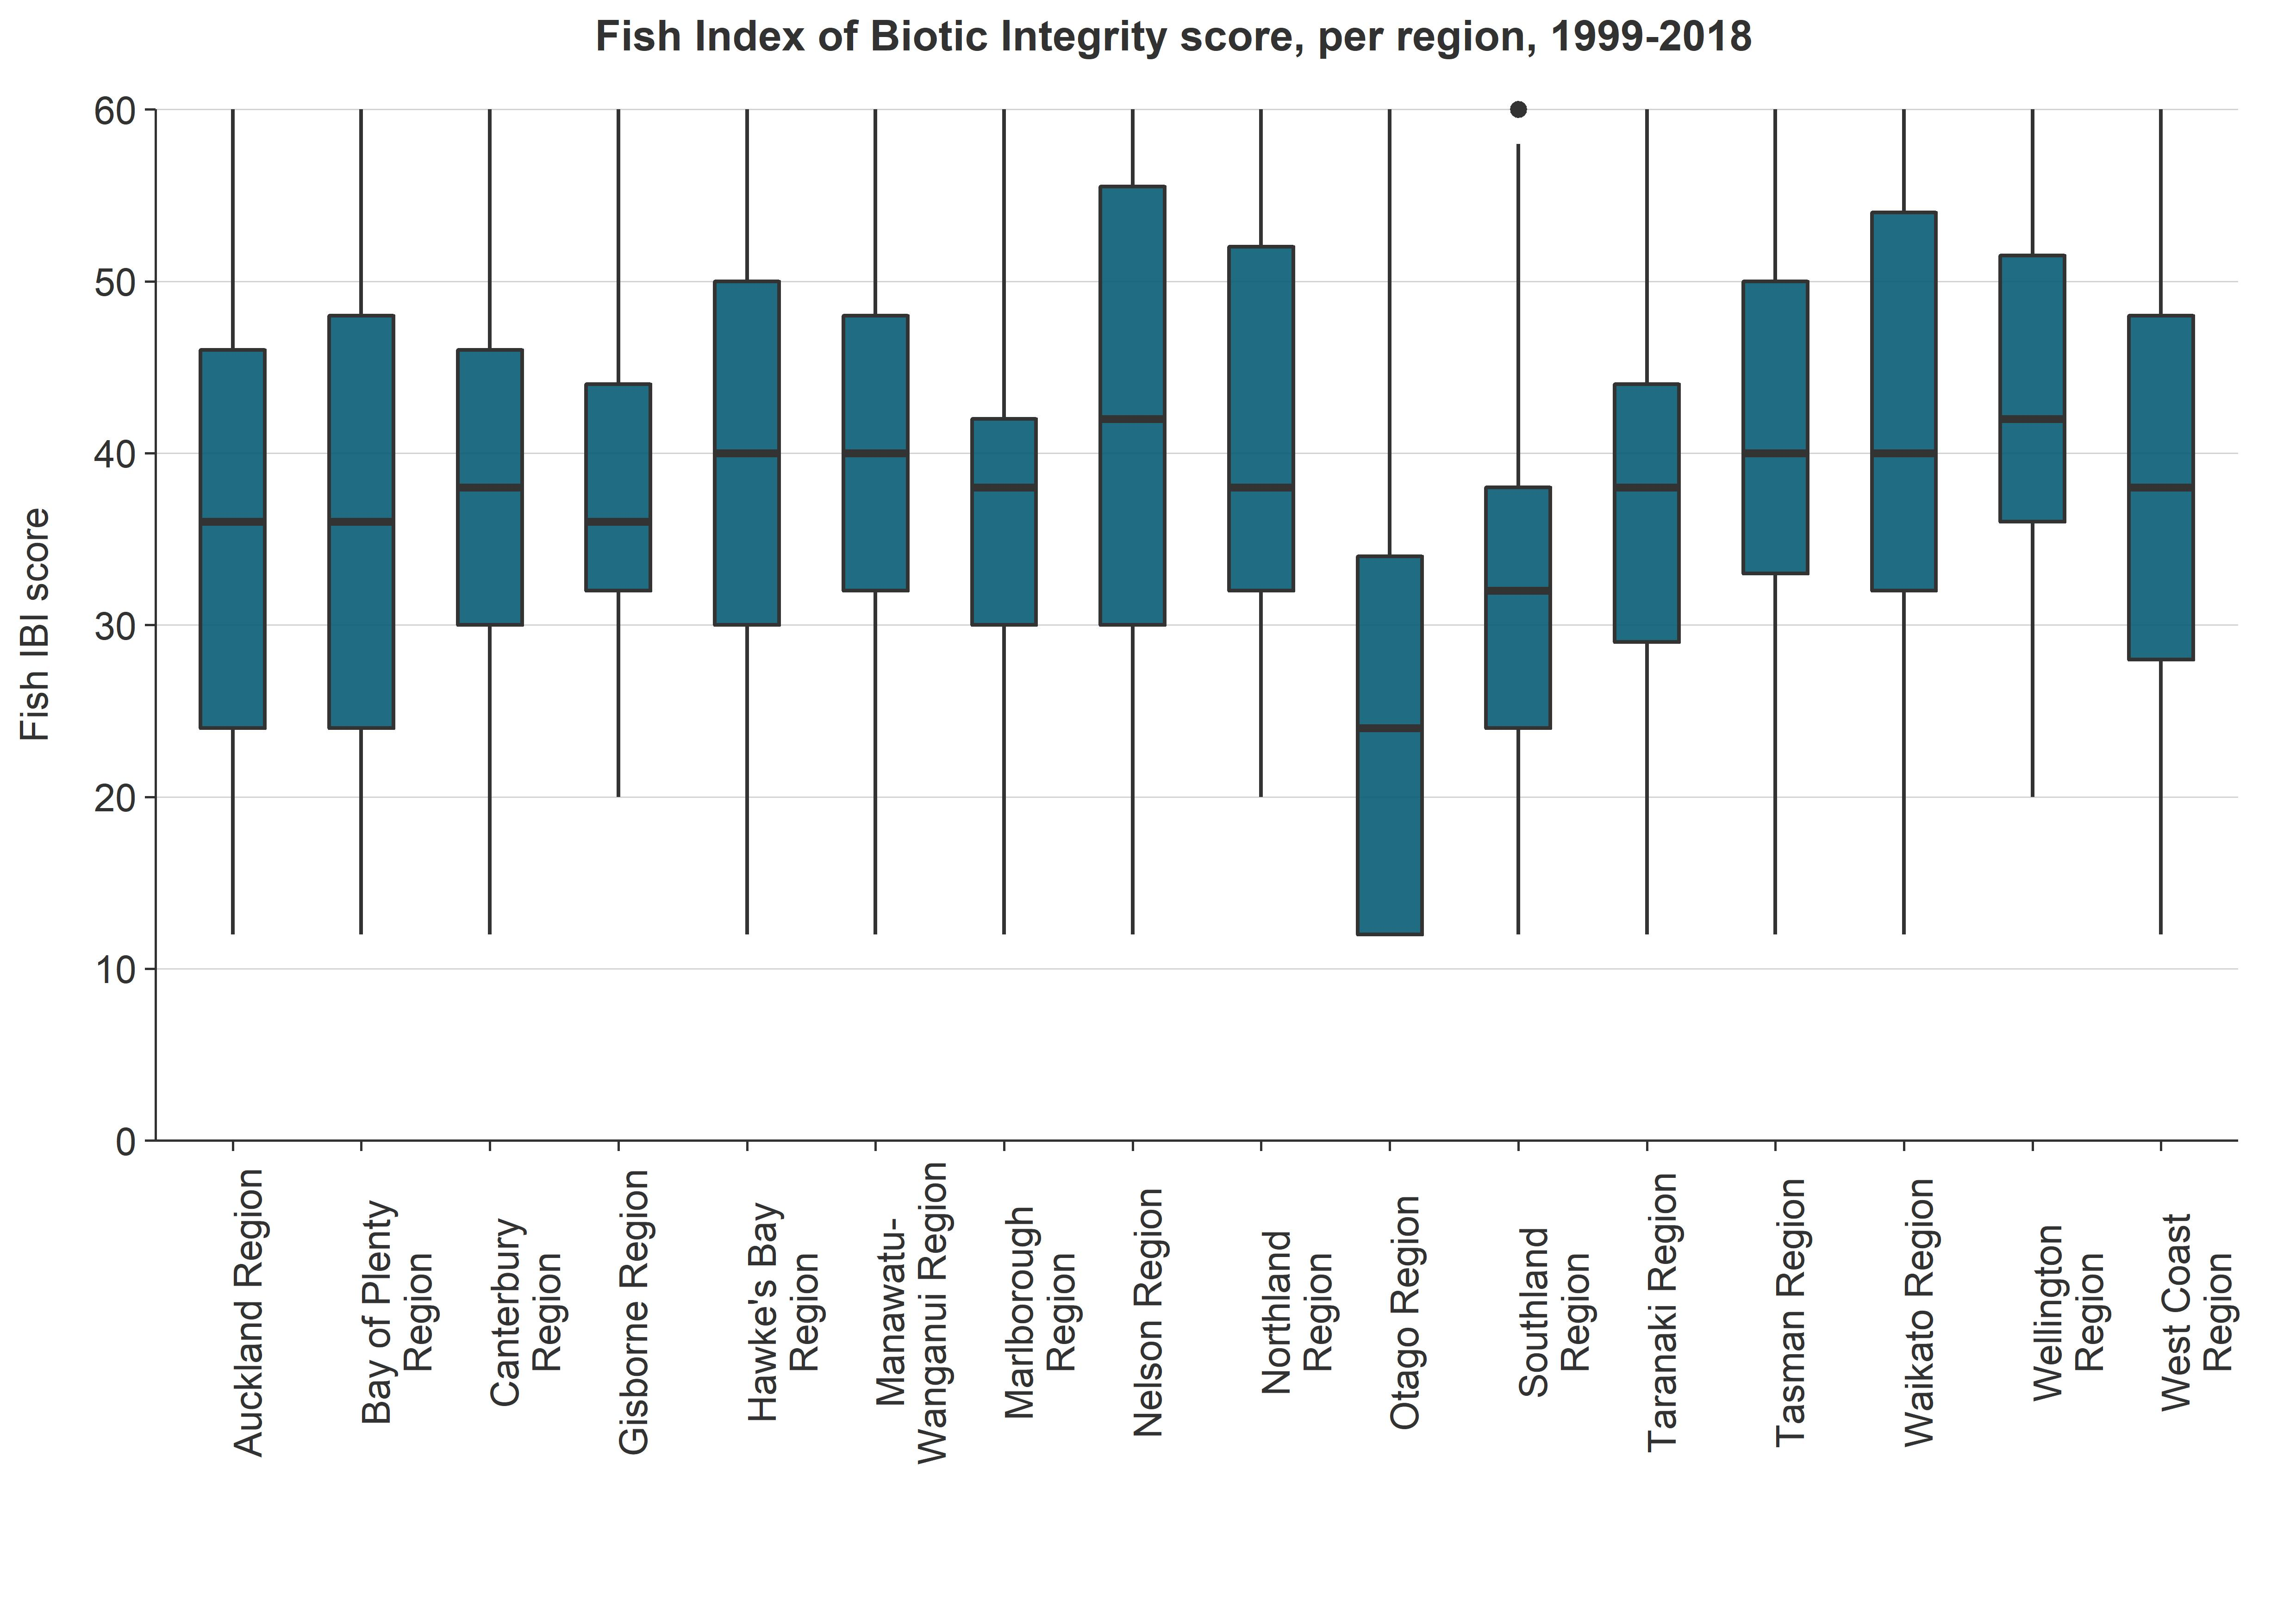 Fish Index of Biotic Integrity score, per region, 1999-2018
Fish IBI score
60
50
40
30
20
10
0
Auckland Region
Bay of Plenty
Region
Canterbury
Region
Gisborne Region
Hawke's Bay
Region
Manawatu-
Wanganui Region
Marlborough
Region
Nelson Region
Northland
Region
Otago Region
Southland
Region
Taranaki Region
Tasman Region
Waikato Region
Wellington
Region
West Coast
Region